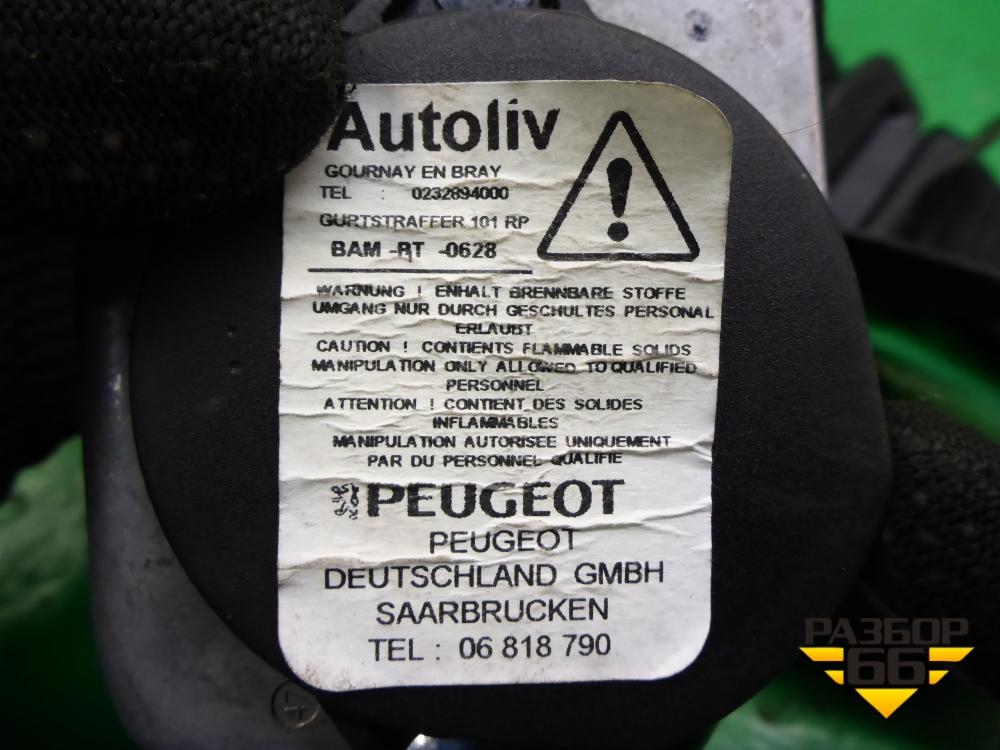 Autoliv
GOURNAY EN BRAY
TEL : 0232894000
GURTSTRAFFER 101 RP
BAM -PT -0628
WARNUNG ! ENHALT BRENNBARE STOFFE
UMGANG NUR DURCH GESCHULTES PERSONAL
ERLAUBT
CAUTION ! CONTIENTS FLAMMABLE SOLIDS
MANIPULATION ONLY ALLOWED TO QUALIFIED
PERSONNEL
ATTENTION ! CONTIENT DES SOLIDES
INFLAMMABLES
MANIPULATION AUTORISEE UNIQUEMENT
PAR DU PERSONNEL QUALIFIE
PEUGEOT
PEUGEOT
DEUTSCHLAND GMBH
SAARBRUCKEN
TEL : 06 818 790
РАЗБОР
66